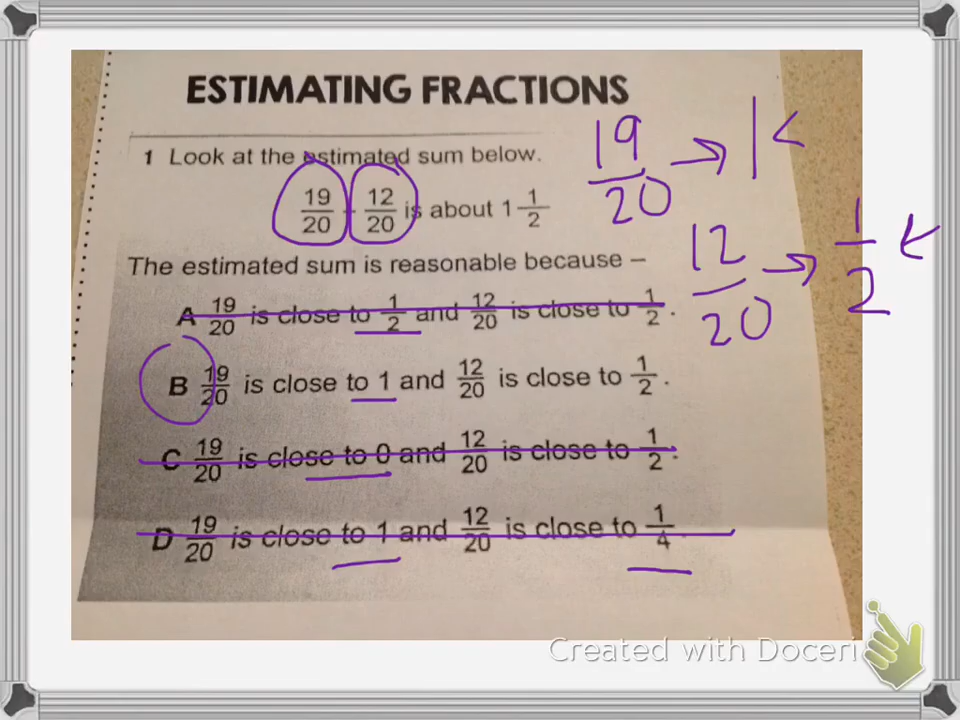 ESTIMATING FRACTIONS
19/20 → 1 <
1 Look at the estimated sum below.
19/20 - 12/20 is about 1 1/2
12/20 → 1/2 ←
The estimated sum is reasonable because –
A 19/20 is close to 1/2 and 12/20 is close to 1/2.
B 19/20 is close to 1 and 12/20 is close to 1/2.
C 19/20 is close to 0 and 12/20 is close to 1/2.
D 19/20 is close to 1 and 12/20 is close to 1/4
Created with Doceri